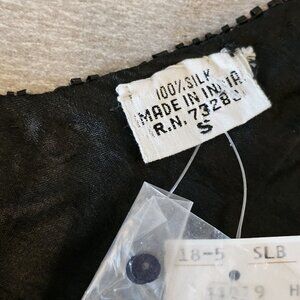 100% SILK
MADE IN INDIA
R.N. 7328
S
18-5 SLB